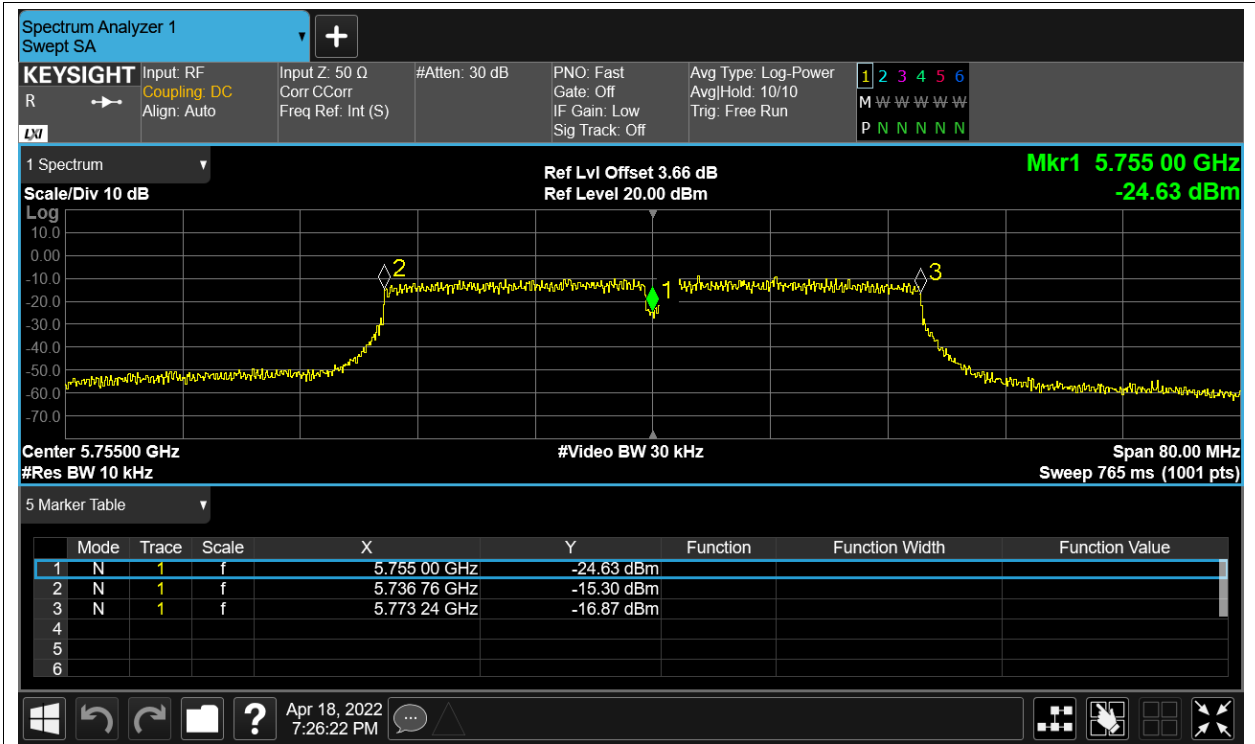 Spectrum Analyzer 1
Swept SA
+
KEYSIGHT
R
LXI
Input: RF
Coupling: DC
Align: Auto
Input Z: 50 Ω
Corr CCorr
Freq Ref: Int (S)
#Atten: 30 dB
PNO: Fast
Gate: Off
IF Gain: Low
Sig Track: Off
Avg Type: Log-Power
Avg|Hold: 10/10
Trig: Free Run
1 2 3 4 5 6
M W W W W W
P N N N N N
1 Spectrum
Scale/Div 10 dB
Ref Lvl Offset 3.66 dB
Ref Level 20.00 dBm
Mkr1 5.755 00 GHz
-24.63 dBm
Log
10.0
0.00
-10.0
-20.0
-30.0
-40.0
-50.0
-60.0
-70.0
2
1
3
Center 5.75500 GHz
#Video BW 30 kHz
Span 80.00 MHz
#Res BW 10 kHz
Sweep 765 ms (1001 pts)
5 Marker Table
Mode Trace Scale X Y Function Function Width Function Value
1 N 1 f 5.755 00 GHz -24.63 dBm
2 N 1 f 5.736 76 GHz -15.30 dBm
3 N 1 f 5.773 24 GHz -16.87 dBm
4
5
6
?
Apr 18, 2022
7:26:22 PM